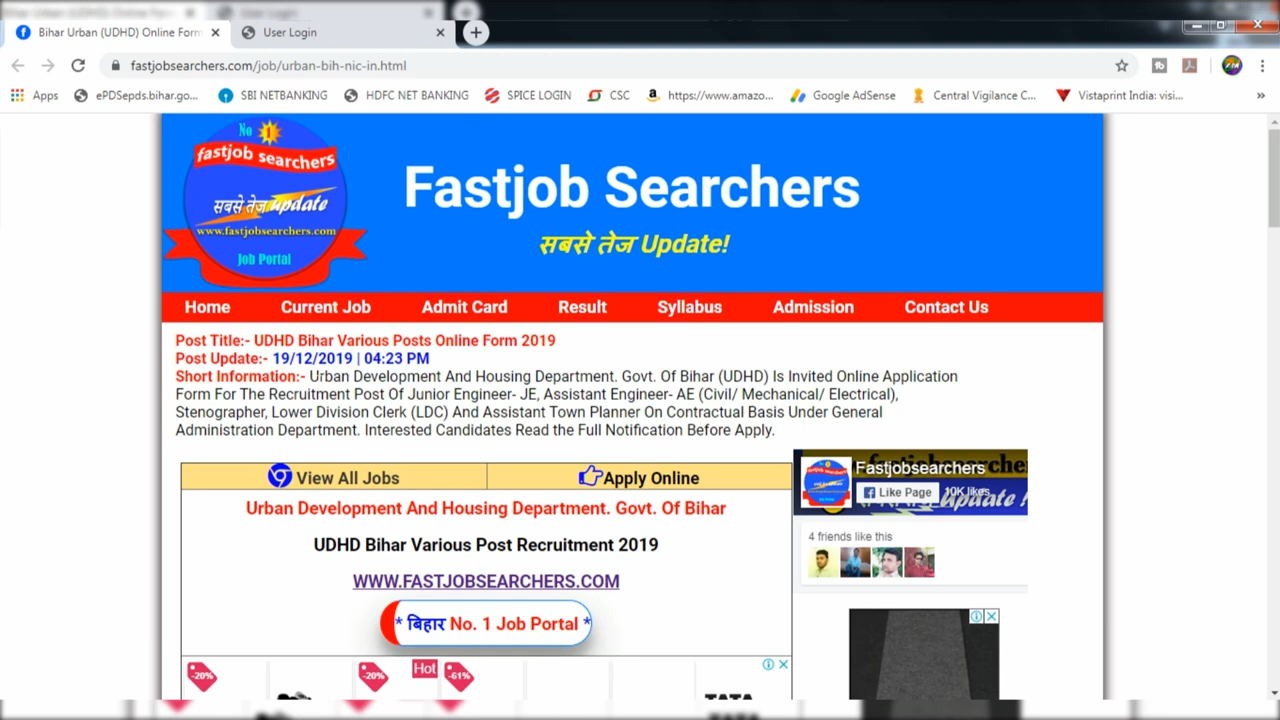 Bihar Urban (UDHD) Online Form
User Login
fastjobsearchers.com/job/urban-bih-nic-in.html
Apps
ePDSepds.bihar.go...
SBI NETBANKING
HDFC NET BANKING
SPICE LOGIN
CSC
https://www.amazo...
Google AdSense
Central Vigilance C...
Vistaprint India: visi...
»
No 1
fastjob searchers
सबसे तेज update
www.fastjobsearchers.com
Job Portal
Fastjob Searchers
सबसे तेज Update!
Home Current Job Admit Card Result Syllabus Admission Contact Us
Post Title:- UDHD Bihar Various Posts Online Form 2019
Post Update:- 19/12/2019 | 04:23 PM
Short Information:- Urban Development And Housing Department. Govt. Of Bihar (UDHD) Is Invited Online Application
Form For The Recruitment Post Of Junior Engineer- JE, Assistant Engineer- AE (Civil/ Mechanical/ Electrical),
Stenographer, Lower Division Clerk (LDC) And Assistant Town Planner On Contractual Basis Under General
Administration Department. Interested Candidates Read the Full Notification Before Apply.
View All Jobs Apply Online
Urban Development And Housing Department. Govt. Of Bihar
UDHD Bihar Various Post Recruitment 2019
WWW.FASTJOBSEARCHERS.COM
* बिहार No. 1 Job Portal *
Fastjobsearchers
Like Page 10K likes
4 friends like this
-20%
-20%
Hot
-61%
TATA